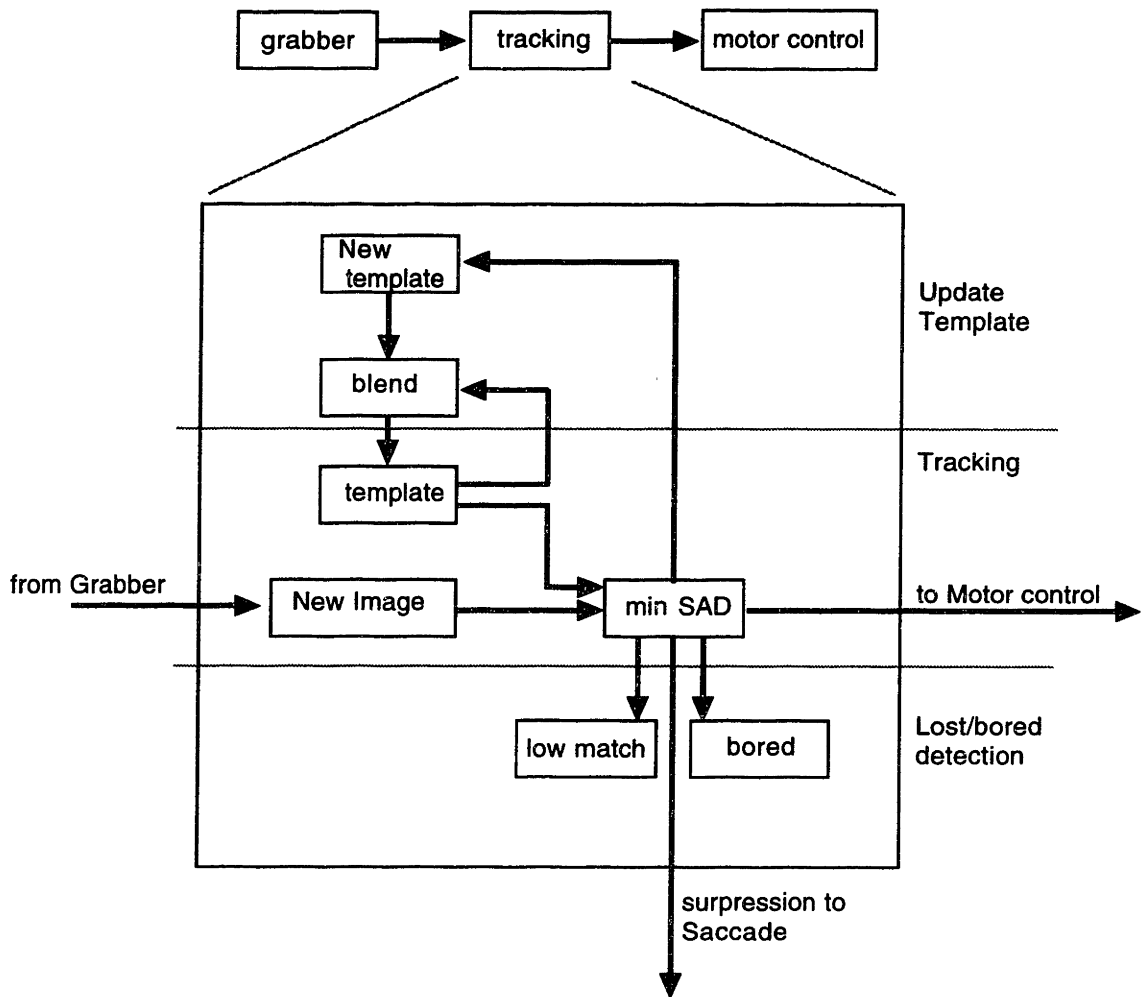 grabber
tracking
motor control
New
template
Update
Template
blend
Tracking
template
from Grabber
New Image
min SAD
to Motor control
low match
bored
Lost/bored
detection
surpression to
Saccade